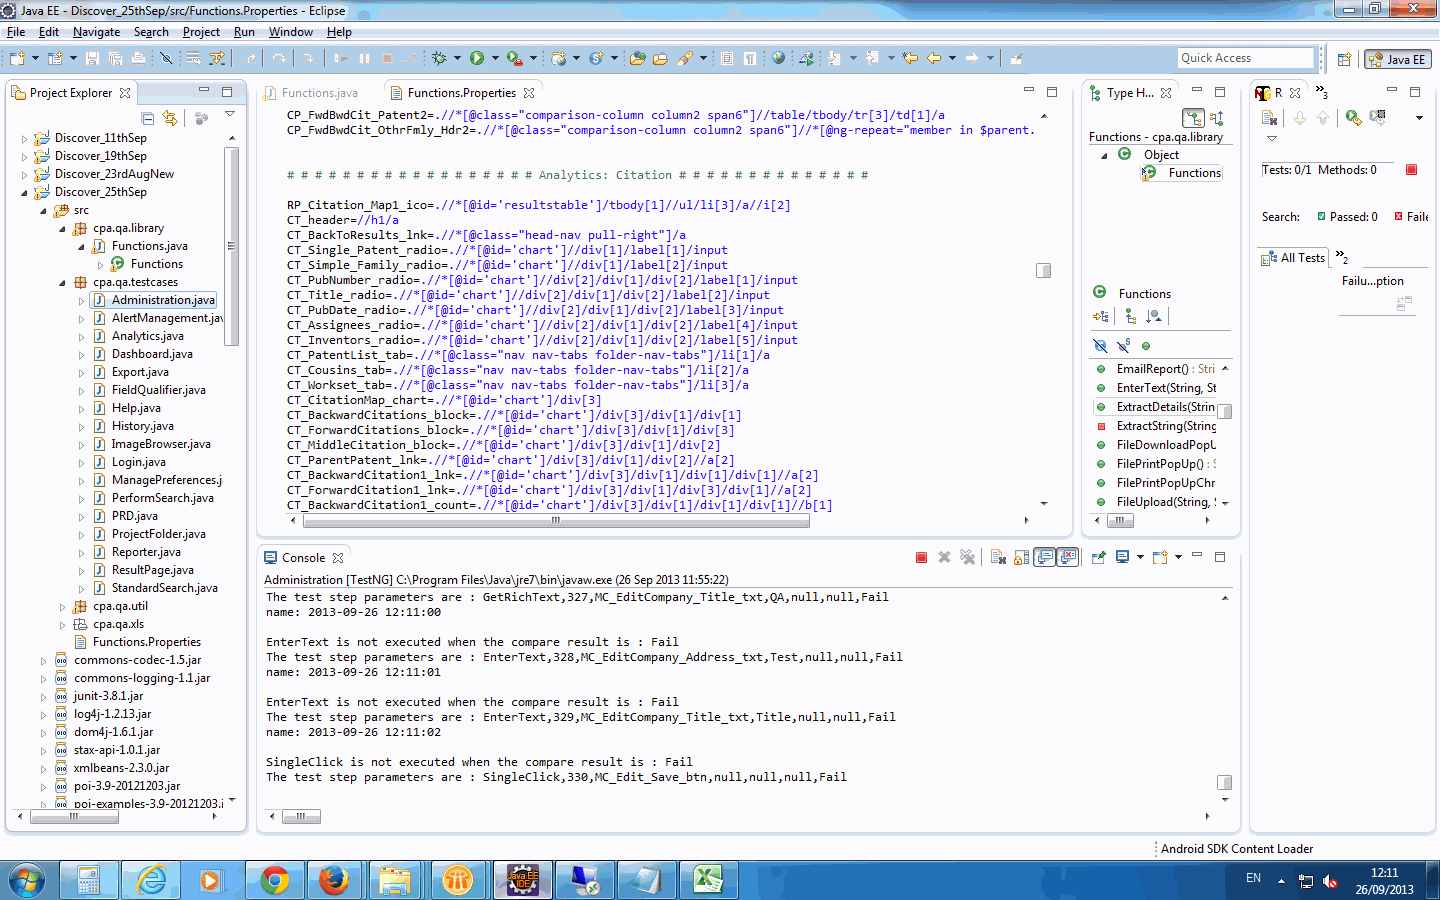 Java EE - Discover_25thSep/src/Functions.Properties - Eclipse
File Edit Navigate Search Project Run Window Help
Quick Access
Java EE
Project Explorer
Discover_11thSep
Discover_19thSep
Discover_23rdAugNew
Discover_25thSep
src
cpa.qa.library
Functions.java
Functions
cpa.qa.testcases
Administration.java
AlertManagement.jav
Analytics.java
Dashboard.java
Export.java
FieldQualifier.java
Help.java
History.java
ImageBrowser.java
Login.java
ManagePreferences.j
PerformSearch.java
PRD.java
ProjectFolder.java
Reporter.java
ResultPage.java
StandardSearch.java
cpa.qa.util
cpa.qa.xls
Functions.Properties
commons-codec-1.5.jar
commons-logging-1.1.jar
junit-3.8.1.jar
log4j-1.2.13.jar
dom4j-1.6.1.jar
stax-api-1.0.1.jar
xmlbeans-2.3.0.jar
poi-3.9-20121203.jar
poi-examples-3.9-20121203.j
Functions.java Functions.Properties
CP_FwdBwdCit_Patent2=.//*[@class="comparison-column column2 span6"]//table/tbody/tr[3]/td[1]/a
CP_FwdBwdCit_OthrFmly_Hdr2=.//*[@class="comparison-column column2 span6"]//*[@ng-repeat="member in $parent.
# # # # # # # # # # # # # # # # # # Analytics: Citation # # # # # # # # # # # # # #
RP_Citation_Map1_ico=.//*[@id='resultstable']/tbody[1]//ul/li[3]/a//i[2]
CT_header=//h1/a
CT_BackToResults_lnk=.//*[@class="head-nav pull-right"]/a
CT_Single_Patent_radio=.//*[@id='chart']//div[1]/label[1]/input
CT_Simple_Family_radio=.//*[@id='chart']//div[1]/label[2]/input
CT_PubNumber_radio=.//*[@id='chart']//div[2]/div[1]/div[2]/label[1]/input
CT_Title_radio=.//*[@id='chart']//div[2]/div[1]/div[2]/label[2]/input
CT_PubDate_radio=.//*[@id='chart']//div[2]/div[1]/div[2]/label[3]/input
CT_Assignees_radio=.//*[@id='chart']//div[2]/div[1]/div[2]/label[4]/input
CT_Inventors_radio=.//*[@id='chart']//div[2]/div[1]/div[2]/label[5]/input
CT_PatentList_tab=.//*[@class="nav nav-tabs folder-nav-tabs"]/li[1]/a
CT_Cousins_tab=.//*[@class="nav nav-tabs folder-nav-tabs"]/li[2]/a
CT_Workset_tab=.//*[@class="nav nav-tabs folder-nav-tabs"]/li[3]/a
CT_CitationMap_chart=.//*[@id='chart']/div[3]
CT_BackwardCitations_block=.//*[@id='chart']/div[3]/div[1]/div[1]
CT_ForwardCitations_block=.//*[@id='chart']/div[3]/div[1]/div[3]
CT_MiddleCitation_block=.//*[@id='chart']/div[3]/div[1]/div[2]
CT_ParentPatent_lnk=.//*[@id='chart']/div[3]/div[1]/div[2]//a[2]
CT_BackwardCitation1_lnk=.//*[@id='chart']/div[3]/div[1]/div[1]/div[1]//a[2]
CT_ForwardCitation1_lnk=.//*[@id='chart']/div[3]/div[1]/div[3]/div[1]//a[2]
CT_BackwardCitation1_count=.//*[@id='chart']/div[3]/div[1]/div[1]/div[1]//b[1]
Type H...
Functions - cpa.qa.library
Object
Functions
Functions
EmailReport() : Stri
EnterText(String, St
ExtractDetails(Strin
ExtractString(String
FileDownloadPopU
FilePrintPopUp() : S
FilePrintPopUpChr
FileUpload(String, S
R
3
Tests: 0/1 Methods: 0
Search: Passed: 0 Faile
All Tests
2
Failu...ption
Console
Administration [TestNG] C:\Program Files\Java\jre7\bin\javaw.exe (26 Sep 2013 11:55:22)
The test step parameters are : GetRichText,327,MC_EditCompany_Title_txt,QA,null,null,Fail
name: 2013-09-26 12:11:00
EnterText is not executed when the compare result is : Fail
The test step parameters are : EnterText,328,MC_EditCompany_Address_txt,Test,null,null,Fail
name: 2013-09-26 12:11:01
EnterText is not executed when the compare result is : Fail
The test step parameters are : EnterText,329,MC_EditCompany_Title_txt,Title,null,null,Fail
name: 2013-09-26 12:11:02
SingleClick is not executed when the compare result is : Fail
The test step parameters are : SingleClick,330,MC_Edit_Save_btn,null,null,null,Fail
Android SDK Content Loader
Java EE
IDE
EN
12:11
26/09/2013